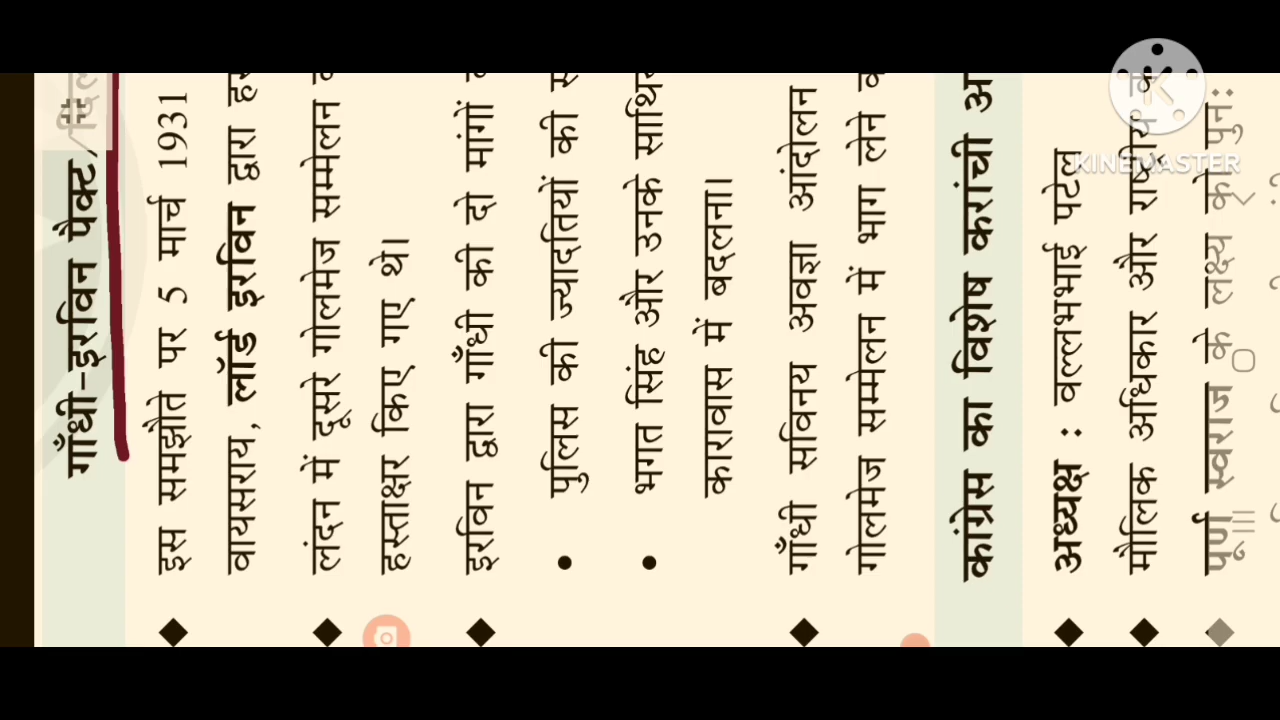 गाँधी-इरविन पैक्ट/
◆ इस समझौते पर 5 मार्च 1931
वायसराय, लॉर्ड इरविन द्वारा
◆ लंदन में दूसरे गोलमेज सम्मेलन
हस्ताक्षर किए गए थे।
◆ इरविन द्वारा गाँधी की दो मांगों
• पुलिस की ज्यादतियों की
• भगत सिंह और उनके
कारावास में बदलना।
◆ गाँधी सविनय अवज्ञा आंदोलन
गोलमेज सम्मेलन में भाग लेने
कांग्रेस का विशेष करांची
◆ अध्यक्ष : वल्लभभाई पटेल
◆ मौलिक अधिकार और राष्ट्रीय
◆ पूर्ण स्वराज के लक्ष्य को पुन:
KINEMASTER